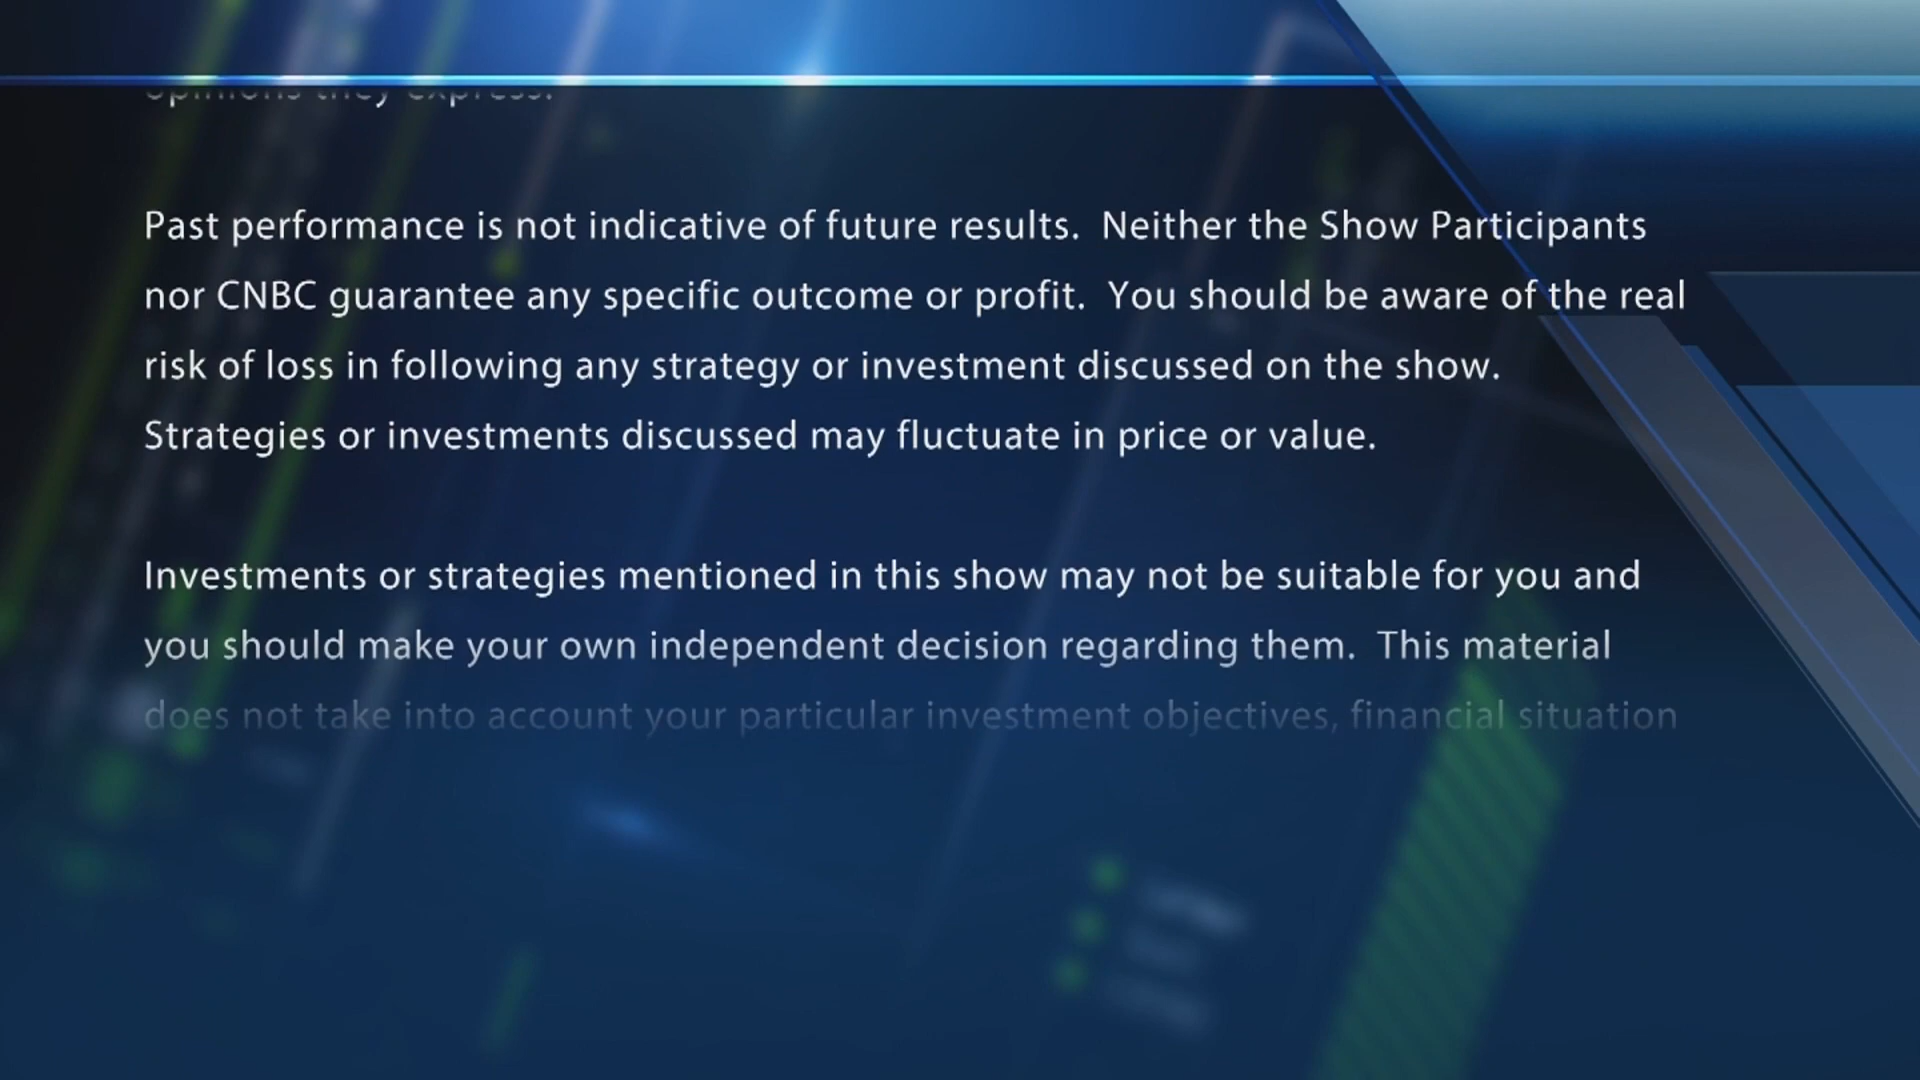 opinions they express.
Past performance is not indicative of future results.  Neither the Show Participants
nor CNBC guarantee any specific outcome or profit.  You should be aware of the real
risk of loss in following any strategy or investment discussed on the show.
Strategies or investments discussed may fluctuate in price or value.
Investments or strategies mentioned in this show may not be suitable for you and
you should make your own independent decision regarding them.  This material
does not take into account your particular investment objectives, financial situation